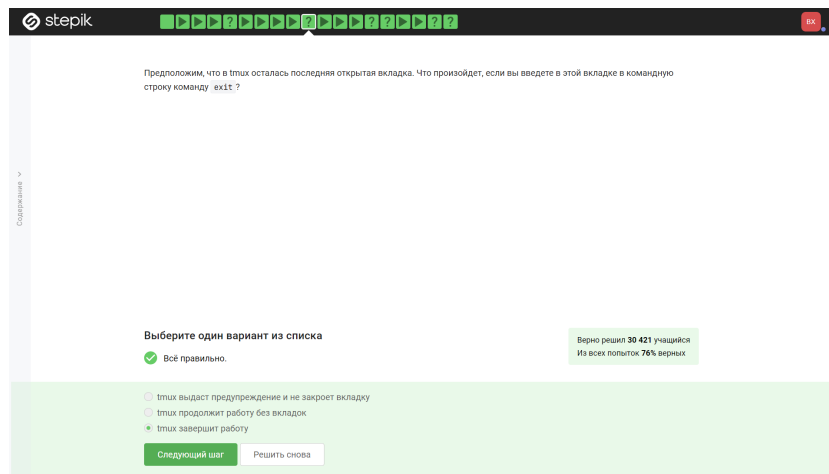 stepik
? ? ? ? ? ?
ВХ
Предположим, что в tmux осталась последняя открытая вкладка. Что произойдет, если вы введете в этой вкладке в командную
строку команду exit ?
Содержание
Выберите один вариант из списка
Всё правильно.
Верно решил 30 421 учащийся
Из всех попыток 76% верных
tmux выдаст предупреждение и не закроет вкладку
tmux продолжит работу без вкладок
tmux завершит работу
Следующий шаг
Решить снова